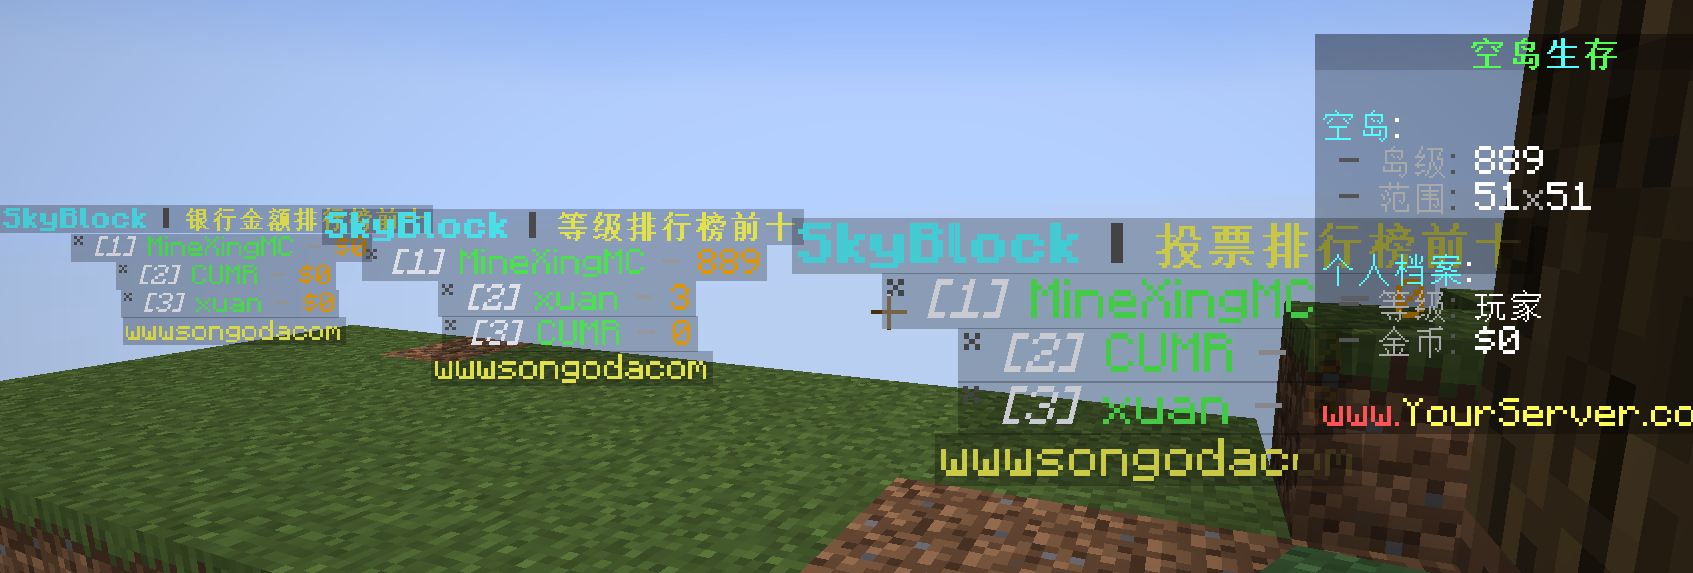 SkyBlock | 银行金额排行榜前十
[1] MineXingMC - $0
[2] CUMR - $0
[3] xuan - $0
wwwsongodacom
SkyBlock | 等级排行榜前十
[1] MineXingMC - 889
[2] xuan - 3
[3] CUMR - 0
wwwsongodacom
SkyBlock | 投票排行榜前十
[1] MineXingMC -
[2] CUMR -
[3] xuan -
wwwsongodacom
空岛生存
空岛:
- 岛级: 889
- 范围: 51x51
个人档案:
- 等级: 玩家
- 金币: $0
www.YourServer.co